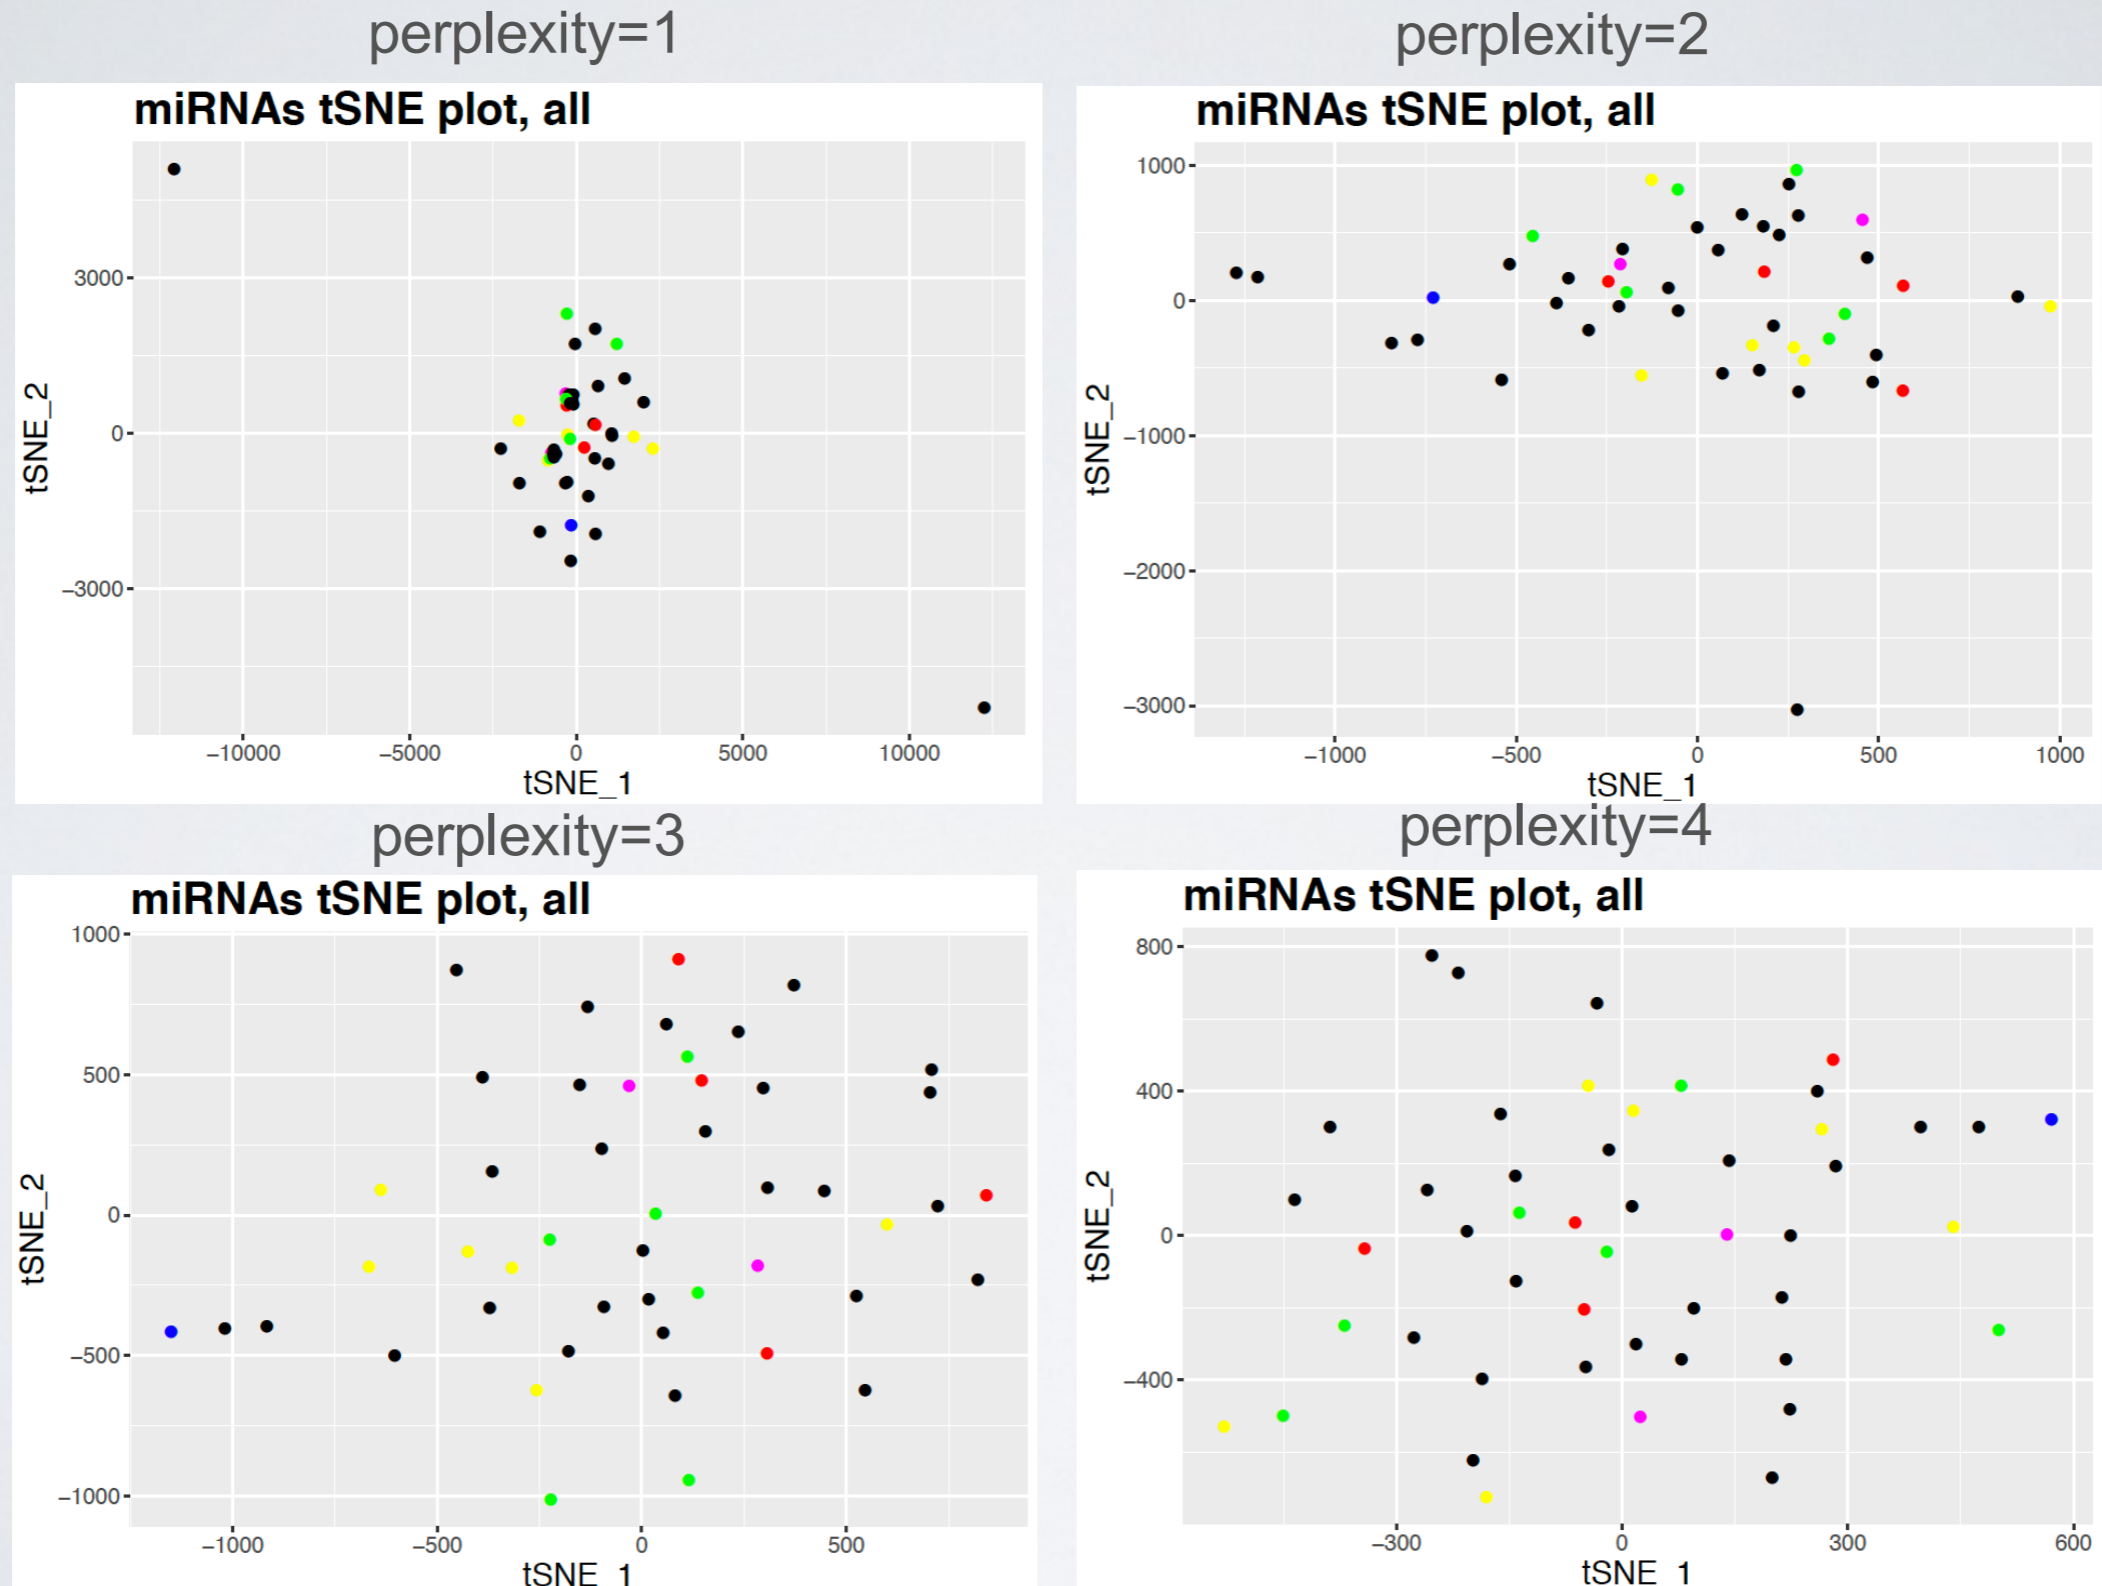 perplexity=1
miRNAs tSNE plot, all
3000
0
−3000
tSNE_2
−10000 −5000 0 5000 10000
tSNE_1
perplexity=2
miRNAs tSNE plot, all
1000
0
−1000
−2000
−3000
tSNE_2
−1000 −500 0 500 1000
tSNE_1
perplexity=3
miRNAs tSNE plot, all
1000
500
0
−500
−1000
tSNE_2
−1000 −500 0 500
tSNE_1
perplexity=4
miRNAs tSNE plot, all
800
400
0
−400
tSNE_2
−300 0 300 600
tSNE_1